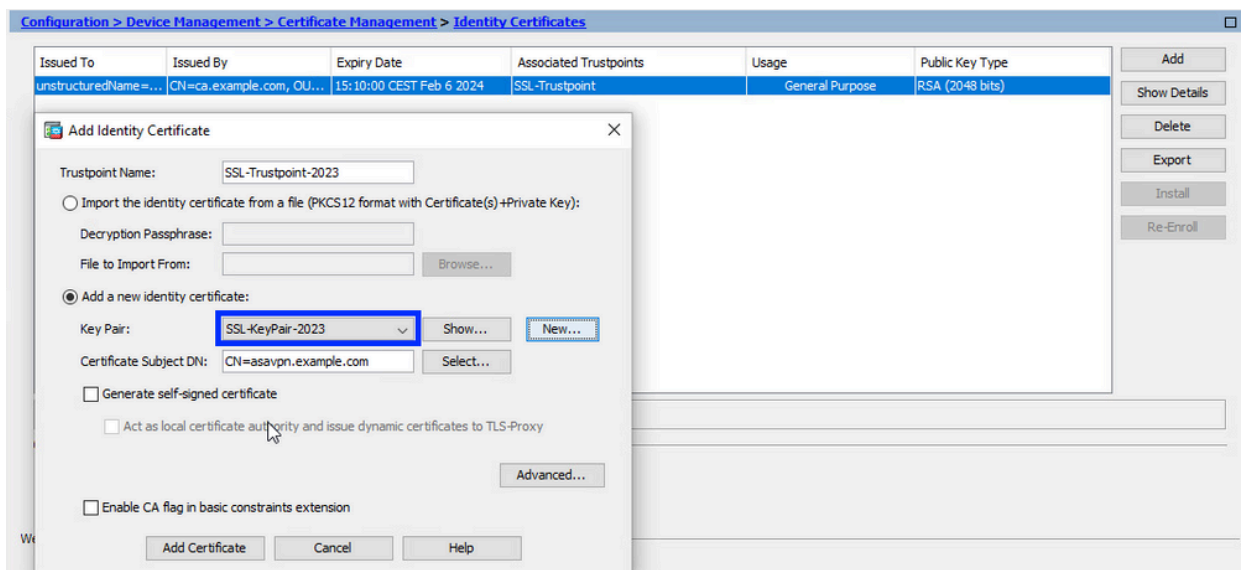 Configuration > Device Management > Certificate Management > Identity Certificates
Issued To Issued By Expiry Date Associated Trustpoints Usage Public Key Type
unstructuredName=... CN=ca.example.com, OU... 15:10:00 CEST Feb 6 2024 SSL-Trustpoint General Purpose RSA (2048 bits)
Add
Show Details
Delete
Export
Install
Re-Enroll
Add Identity Certificate
Trustpoint Name: SSL-Trustpoint-2023
Import the identity certificate from a file (PKCS12 format with Certificate(s)+Private Key):
Decryption Passphrase:
File to Import From: Browse...
Add a new identity certificate:
Key Pair: SSL-KeyPair-2023 Show... New...
Certificate Subject DN: CN=asavpn.example.com Select...
Generate self-signed certificate
Act as local certificate authority and issue dynamic certificates to TLS-Proxy
Advanced...
Enable CA flag in basic constraints extension
Add Certificate Cancel Help